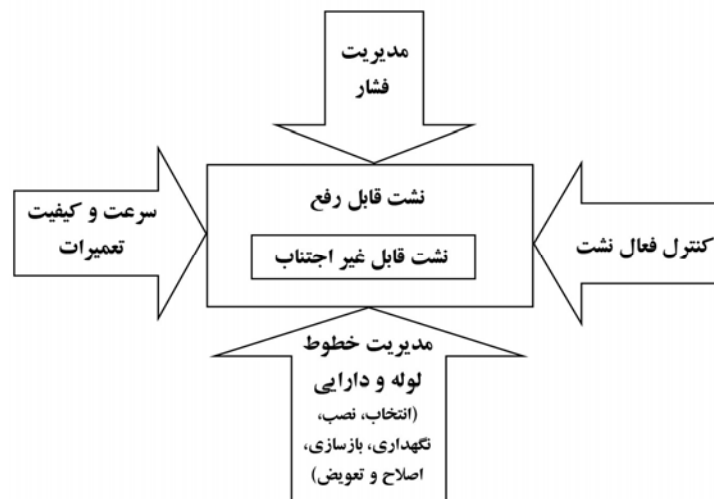 مدیریت
فشار
نشت قابل رفع
نشت قابل غیر اجتناب
کنترل فعال نشت
سرعت و کیفیت
تعمیرات
مدیریت خطوط
لوله و دارایی
(انتخاب، نصب،
نگهداری، بازسازی،
اصلاح و تعویض)